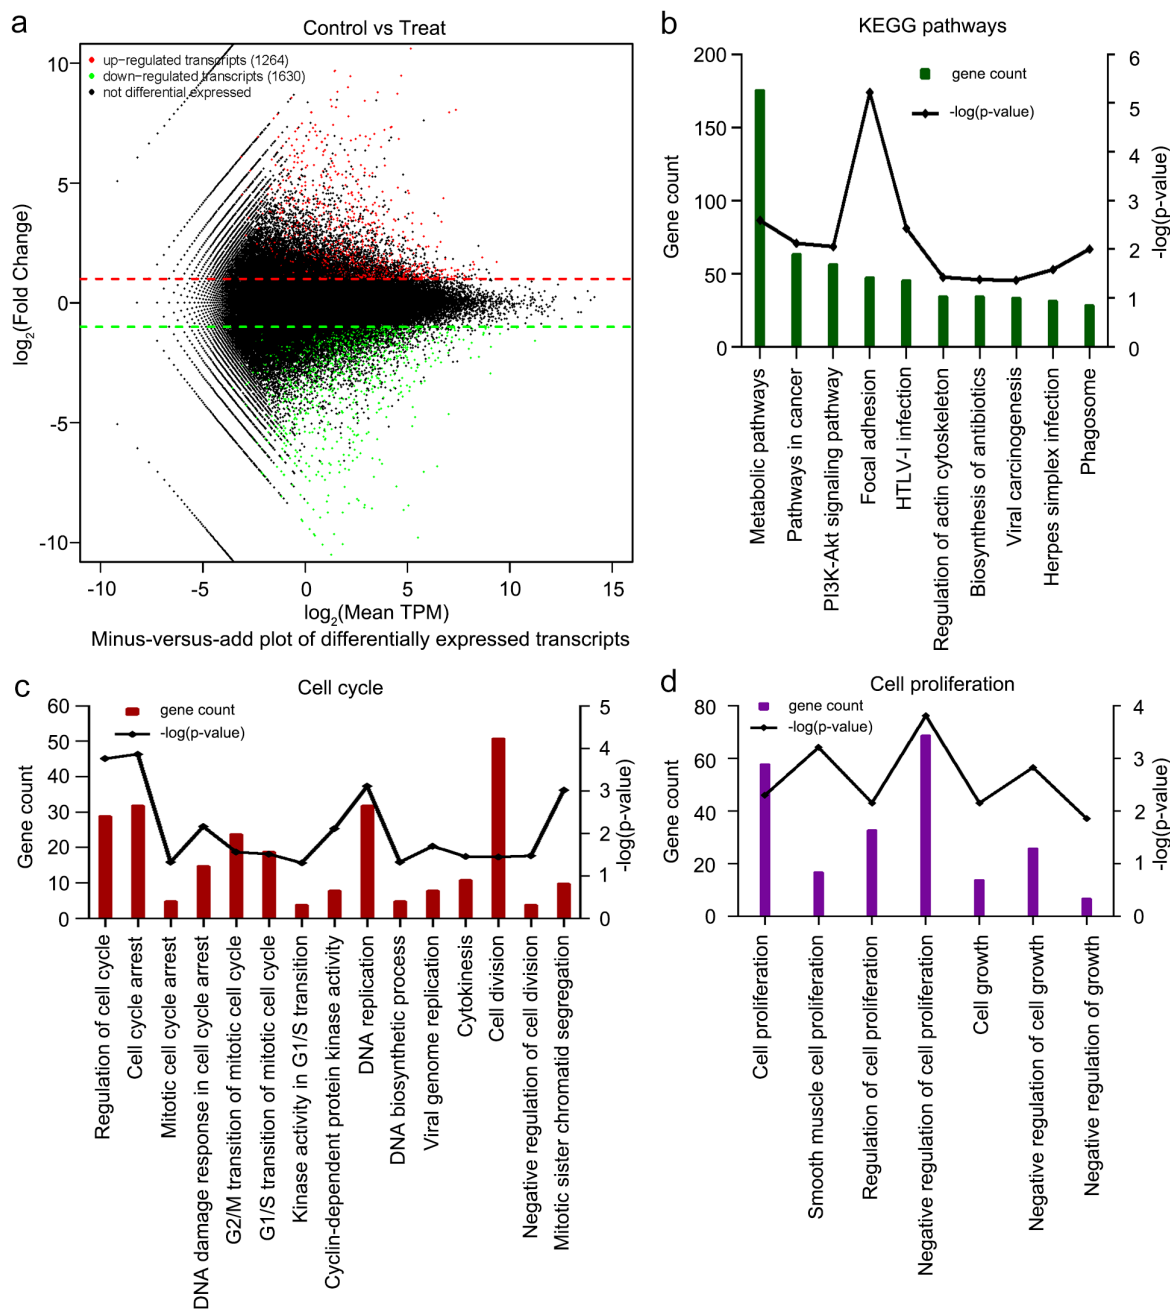 a
Control vs Treat
up-regulated transcripts (1264)
down-regulated transcripts (1630)
not differential expressed
10
5
0
-5
-10
log2(Fold Change)
-10
-5
0
5
10
15
log2(Mean TPM)
Minus-versus-add plot of differentially expressed transcripts
b
KEGG pathways
gene count
-log(p-value)
200
150
100
50
0
Gene count
6
5
4
3
2
1
0
-log(p-value)
Metabolic pathways
Pathways in cancer
PI3K-Akt signaling pathway
Focal adhesion
HTLV-I infection
Regulation of actin cytoskeleton
Biosynthesis of antibiotics
Viral carcinogenesis
Herpes simplex infection
Phagosome
c
Cell cycle
gene count
-log(p-value)
60
50
40
30
20
10
0
Gene count
5
4
3
2
1
0
-log(p-value)
Regulation of cell cycle
Cell cycle arrest
Mitotic cell cycle arrest
DNA damage response in cell cycle arrest
G2/M transition of mitotic cell cycle
G1/S transition of mitotic cell cycle
Kinase activity in G1/S transition
Cyclin-dependent protein kinase activity
DNA replication
DNA biosynthetic process
Viral genome replication
Cytokinesis
Cell division
Negative regulation of cell division
Mitotic sister chromatid segregation
d
Cell proliferation
gene count
-log(p-value)
80
60
40
20
0
Gene count
4
3
2
1
0
-log(p-value)
Cell proliferation
Smooth muscle cell proliferation
Regulation of cell proliferation
Negative regulation of cell proliferation
Cell growth
Negative regulation of cell growth
Negative regulation of growth